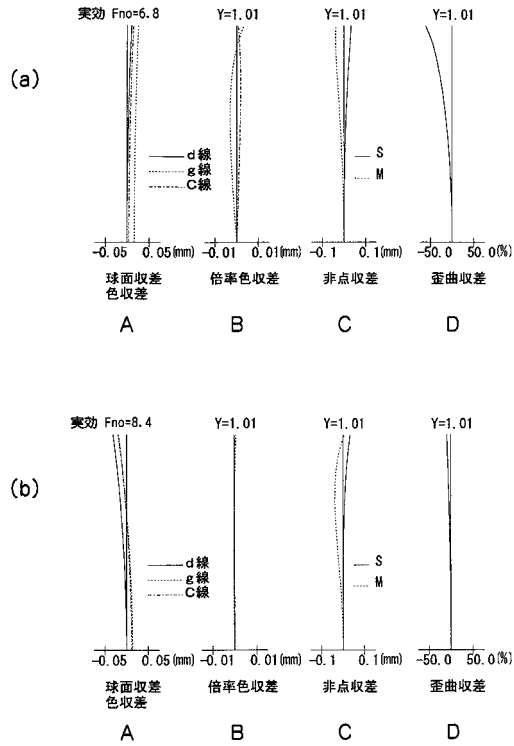 (a)
実効 Fno=6.8 Y=1.01 Y=1.01 Y=1.01
d線
g線
C線
S
M
-0.05 0.05(mm) -0.01 0.01(mm) -0.1 0.1(mm) -50.0 50.0(%)
球面収差 倍率色収差 非点収差 歪曲収差
色収差
A B C D
(b)
実効 Fno=8.4 Y=1.01 Y=1.01 Y=1.01
d線
g線
C線
S
M
-0.05 0.05(mm) -0.01 0.01(mm) -0.1 0.1(mm) -50.0 50.0(%)
球面収差 倍率色収差 非点収差 歪曲収差
色収差
A B C D